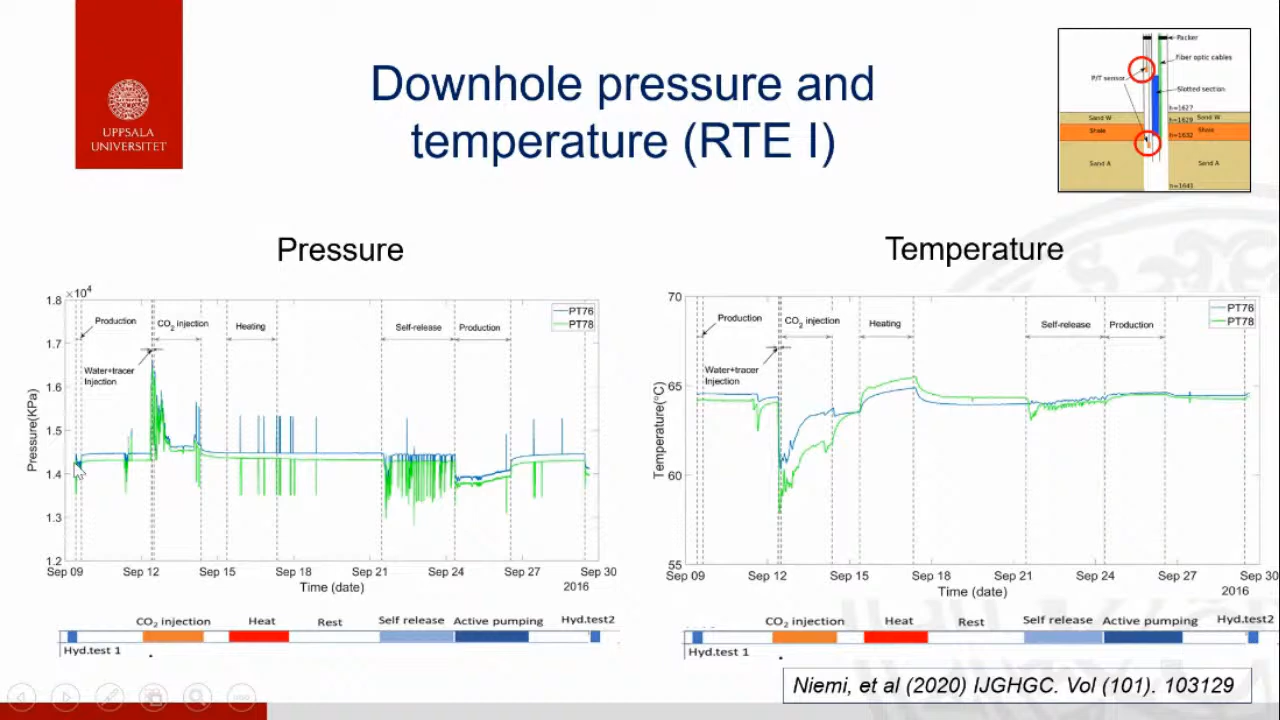 UPPSALA
UNIVERSITET
Downhole pressure and
temperature (RTE I)
Packer
Fiber optic cables
P/T sensor
Slotted section
h=1627
Sand W
h=1629
Sand W
Shale
h=1632
Shale
Sand A
Sand A
h=1641
Pressure
×10⁴
1.8
1.7
1.6
1.5
1.4
1.3
1.2
Pressure(KPa)
PT76
PT78
Production
CO₂ injection
Heating
Self-release
Production
Water+tracer
Injection
Sep 09
Sep 12
Sep 15
Sep 18
Sep 21
Sep 24
Sep 27
Sep 30
Time (date)
2016
CO₂ injection
Heat
Rest
Self release
Active pumping
Hyd.test2
Hyd.test 1
Temperature
70
65
60
55
Temperature(°C)
PT76
PT78
Production
CO₂ injection
Heating
Self-release
Production
Water+tracer
Injection
Sep 09
Sep 12
Sep 15
Sep 18
Sep 21
Sep 24
Sep 27
Sep 30
Time (date)
2016
CO₂ injection
Heat
Rest
Self release
Active pumping
Hyd.test2
Hyd.test 1
Niemi, et al (2020) IJGHGC. Vol (101). 103129